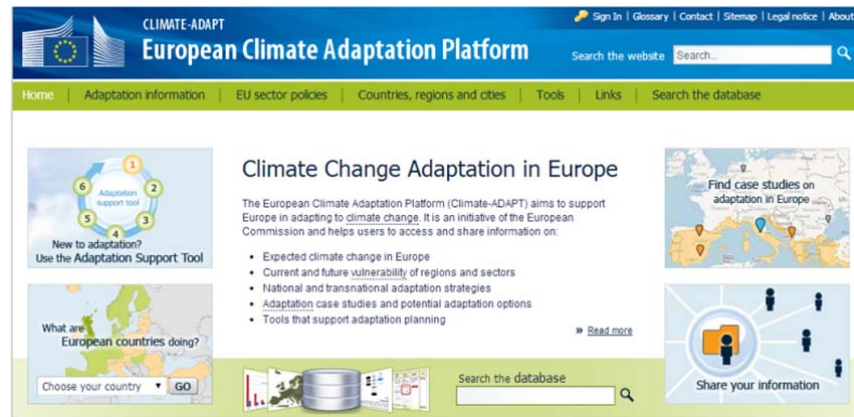 CLIMATE-ADAPT
European Climate Adaptation Platform
Sign In | Glossary | Contact | Sitemap | Legal notice | About
Search the website Search...
Home | Adaptation information | EU sector policies | Countries, regions and cities | Tools | Links | Search the database
1
2
3
4
5
6
Adaptation
support tool
New to adaptation?
Use the Adaptation Support Tool
What are
European countries doing?
Choose your country GO
Climate Change Adaptation in Europe
The European Climate Adaptation Platform (Climate-ADAPT) aims to support
Europe in adapting to climate change. It is an initiative of the European
Commission and helps users to access and share information on:
• Expected climate change in Europe
• Current and future vulnerability of regions and sectors
• National and transnational adaptation strategies
• Adaptation case studies and potential adaptation options
• Tools that support adaptation planning
» Read more
Search the database
Find case studies on
adaptation in Europe
Share your information